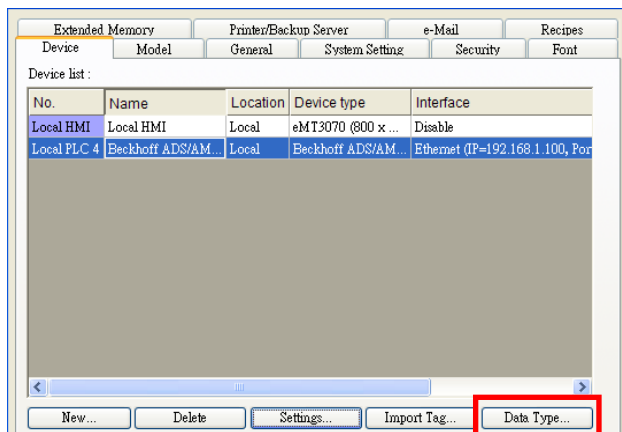 Extended Memory Printer/Backup Server e-Mail Recipes
Device Model General System Setting Security Font
Device list :
No. Name Location Device type Interface
Local HMI Local HMI Local eMT3070 (800 x ... Disable
Local PLC 4 Beckhoff ADS/AM... Local Beckhoff ADS/AM... Ethernet (IP=192.168.1.100, Por
New... Delete Settings... Import Tag... Data Type...